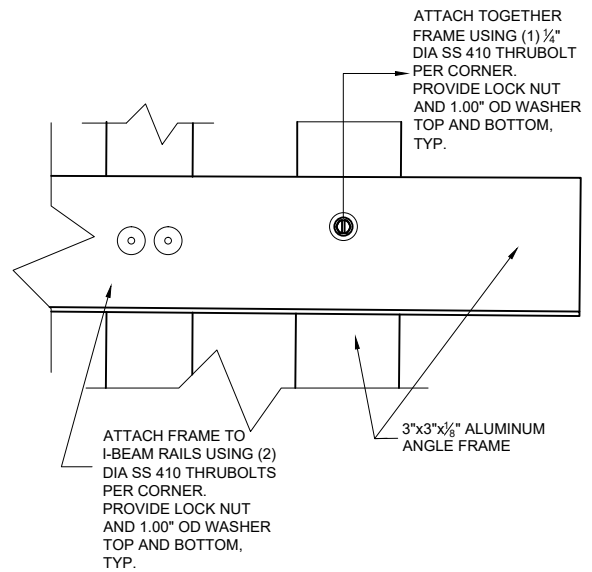 ATTACH TOGETHER
FRAME USING (1) ¼"
DIA SS 410 THRUBOLT
PER CORNER.
PROVIDE LOCK NUT
AND 1.00" OD WASHER
TOP AND BOTTOM,
TYP.
3"x3"x⅛" ALUMINUM
ANGLE FRAME
ATTACH FRAME TO
I-BEAM RAILS USING (2)
DIA SS 410 THRUBOLTS
PER CORNER.
PROVIDE LOCK NUT
AND 1.00" OD WASHER
TOP AND BOTTOM,
TYP.